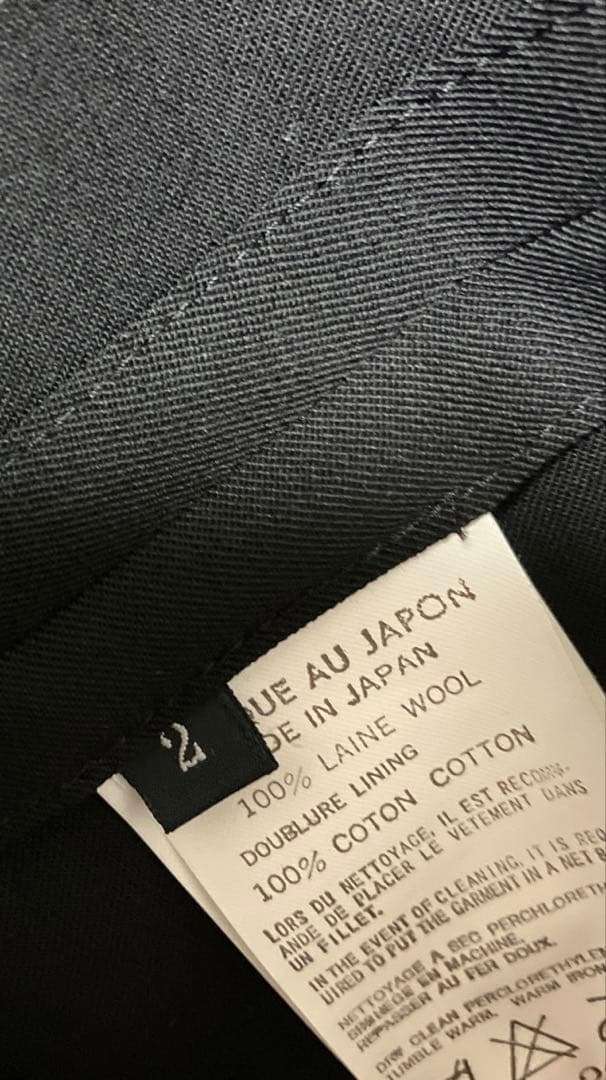 2
QUE AU JAPON
DE IN JAPAN
100% LAINE WOOL
DOUBLURE LINING
100% COTON COTTON
LORS DU NETTOYAGE, IL EST RECOMM-
ANDE DE PLACER LE VETEMENT DANS
UN FILLET.
IN THE EVENT OF CLEANING, IT IS REQ
UIRED TO PUT THE GARMENT IN A NET B
NETTOYAGE A SEC PERCHLORETH
EN MACHINE.
REPASSER AU FER DOUX.
DRY CLEAN PERCLORETHYLE
TUMBLE WARM. WARM IRON
A